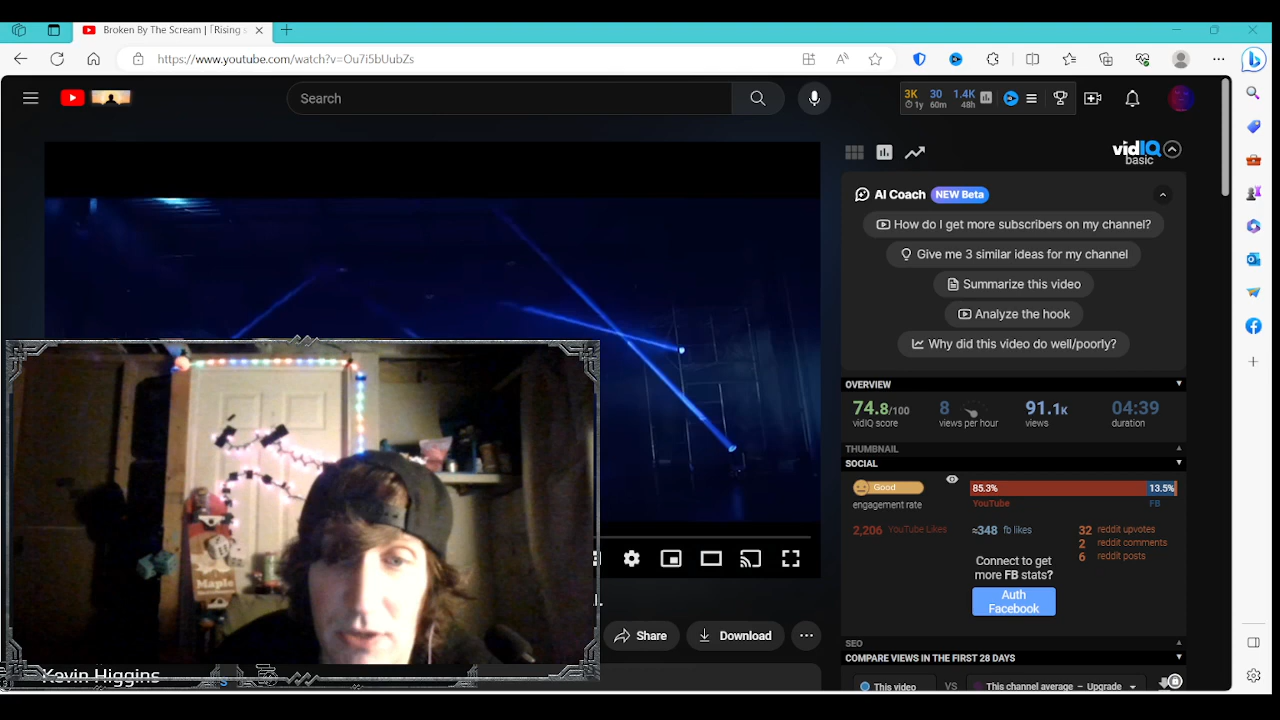 Broken By The Scream | 「Rising s
https://www.youtube.com/watch?v=Ou7i5bUubZs
Search
3K 30 1.4K
1y 60m 48h
vidIQ
basic
AI Coach NEW Beta
How do I get more subscribers on my channel?
Give me 3 similar ideas for my channel
Summarize this video
Analyze the hook
Why did this video do well/poorly?
OVERVIEW
74.8/100 8 91.1K 04:39
vidIQ score views per hour views duration
THUMBNAIL
SOCIAL
Good 85.3% 13.5%
engagement rate YouTube FB
2,206 YouTube Likes ≈348 fb likes 32 reddit upvotes
2 reddit comments
6 reddit posts
Connect to get
more FB stats?
Auth
Facebook
Maple
Share Download
SEO
COMPARE VIEWS IN THE FIRST 28 DAYS
This video VS This channel average – Upgrade
Kevin Higgins